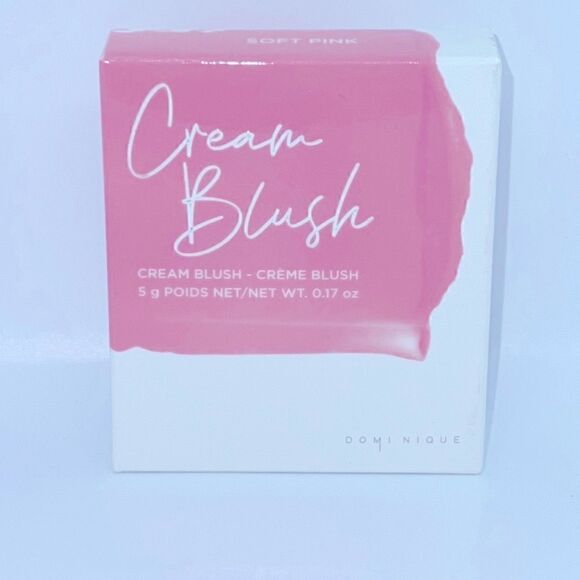 SOFT PINK
Cream
Blush
CREAM BLUSH - CRÈME BLUSH
5 g POIDS NET/NET WT. 0.17 oz
DOMINIQUE